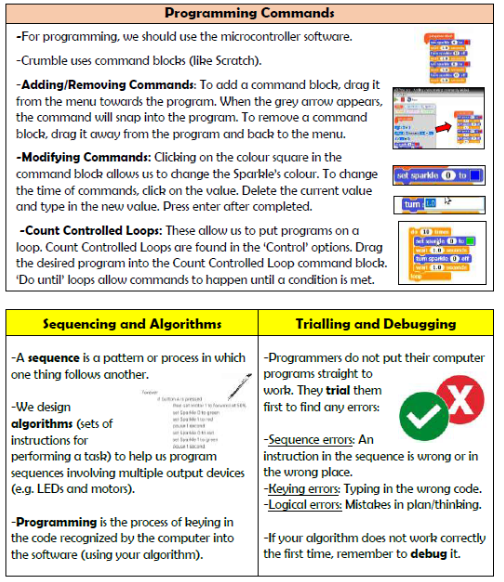 Programming Commands
-For programming, we should use the microcontroller software.
-Crumble uses command blocks (like Scratch).
-Adding/Removing Commands: To add a command block, drag it
from the menu towards the program. When the grey arrow appears,
the command will snap into the program. To remove a command
block, drag it away from the program and back to the menu.
-Modifying Commands: Clicking on the colour square in the
command block allows us to change the Sparkle's colour. To change
the time of commands, click on the value. Delete the current value
and type in the new value. Press enter after completed.
set sparkle 0 to
turn
-Count Controlled Loops: These allow us to put programs on a
loop. Count Controlled Loops are found in the 'Control' options. Drag
the desired program into the Count Controlled Loop command block.
'Do until' loops allow commands to happen until a condition is met.
do 10 times
set sparkle 0 to
wait 1.0 seconds
turn sparkle 0 off
wait 1.0 seconds
loop
Sequencing and Algorithms
-A sequence is a pattern or process in which
one thing follows another.
-We design
algorithms (sets of
instructions for
performing a task) to help us program
sequences involving multiple output devices
(e.g. LEDs and motors).
-Programming is the process of keying in
the code recognized by the computer into
the software (using your algorithm).
Trialling and Debugging
-Programmers do not put their computer
programs straight to
work. They trial them
first to find any errors:
-Sequence errors: An
instruction in the sequence is wrong or in
the wrong place.
-Keying errors: Typing in the wrong code.
-Logical errors: Mistakes in plan/thinking.
-If your algorithm does not work correctly
the first time, remember to debug it.